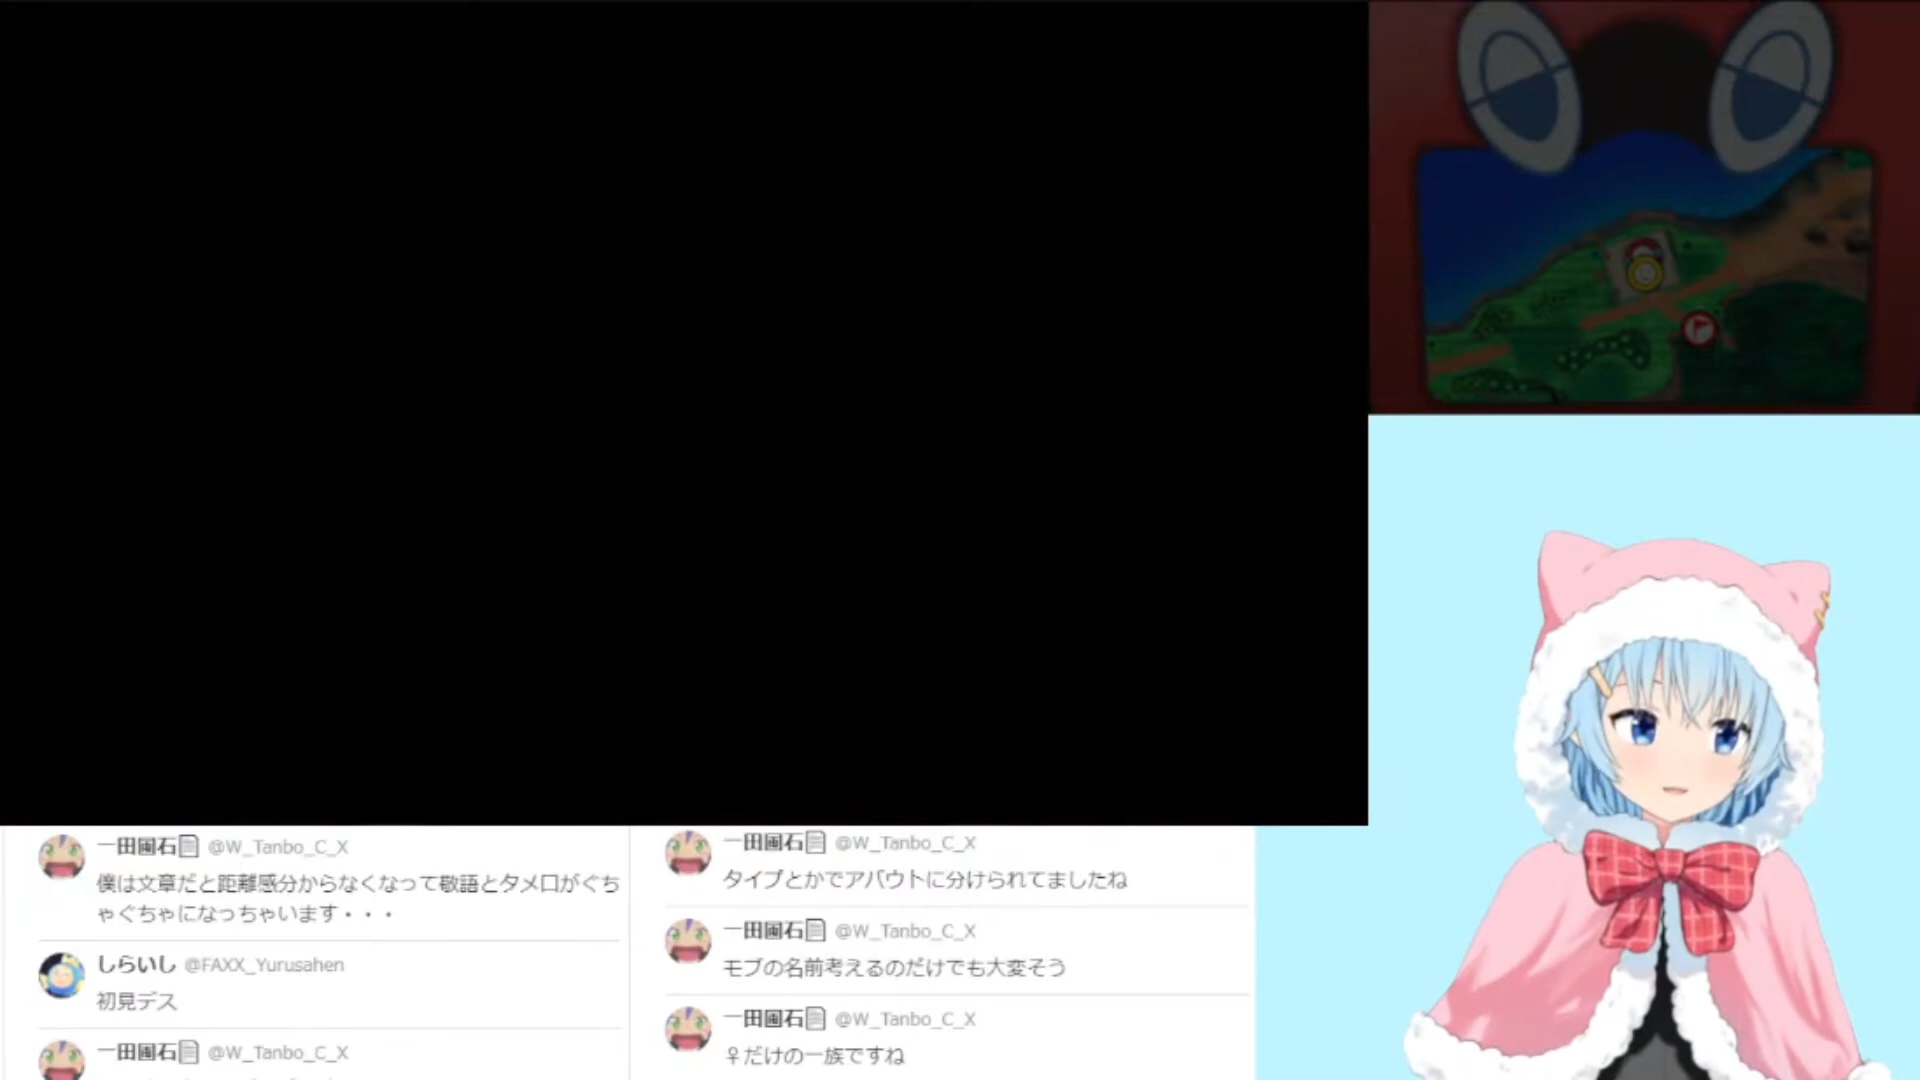 一田圃石 @W_Tanbo_C_X
僕は文章だと距離感分からなくなって敬語とタメ口がぐち
ゃぐちゃになっちゃいます・・・
しらいし @FAXX_Yurusahen
初見デス
一田圃石 @W_Tanbo_C_X
一田圃石 @W_Tanbo_C_X
タイプとかでアバウトに分けられてましたね
一田圃石 @W_Tanbo_C_X
モブの名前考えるのだけでも大変そう
一田圃石 @W_Tanbo_C_X
♀だけの一族ですね